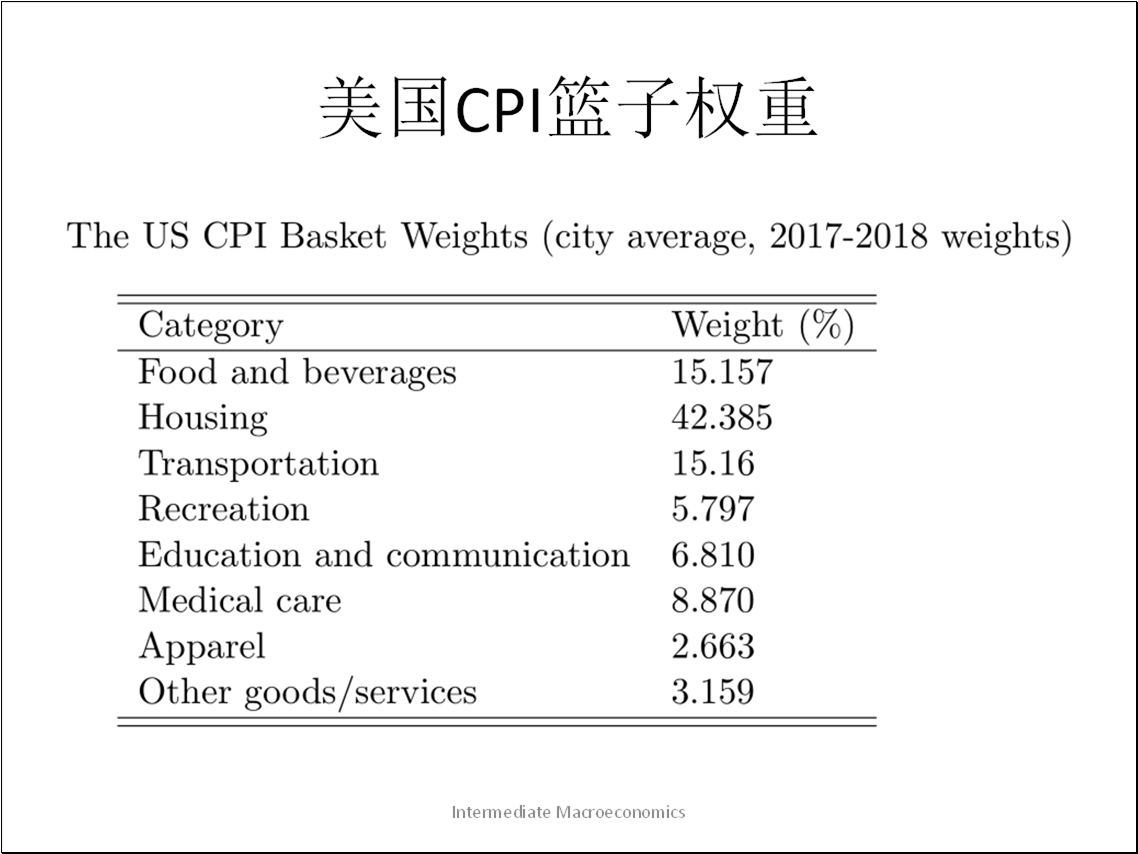 美国CPI篮子权重
The US CPI Basket Weights (city average, 2017-2018 weights)
Category Weight (%)
Food and beverages 15.157
Housing 42.385
Transportation 15.16
Recreation 5.797
Education and communication 6.810
Medical care 8.870
Apparel 2.663
Other goods/services 3.159
Intermediate Macroeconomics